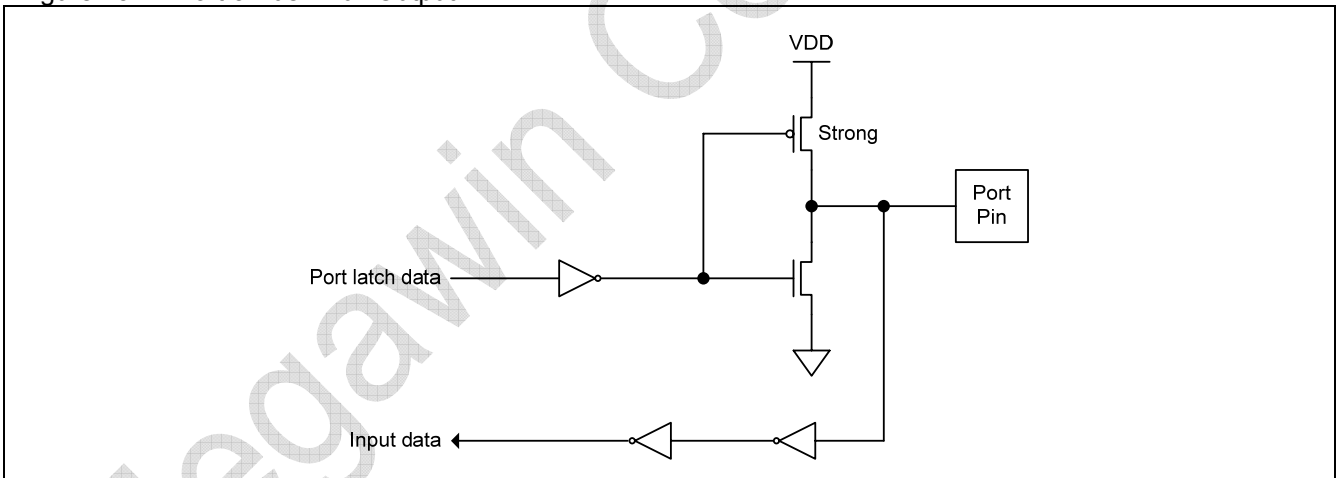 VDD
Strong
Port
Pin
Port latch data
Input data